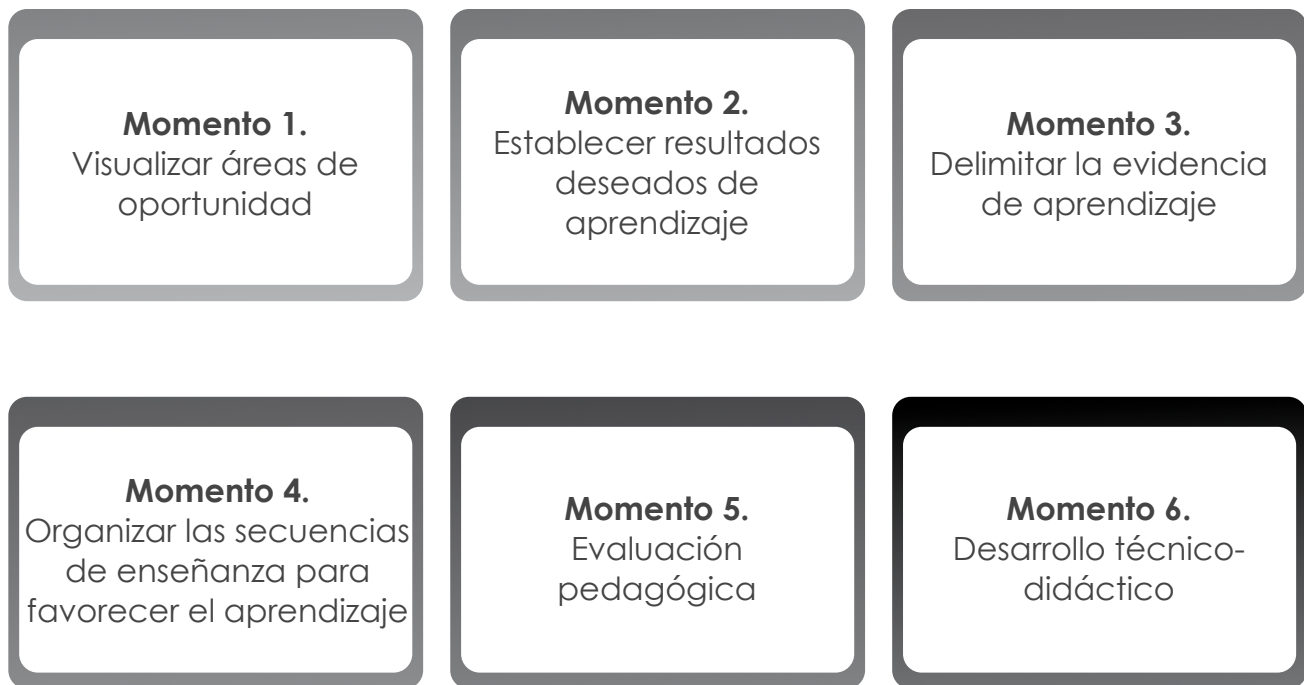 Momento 1.
Visualizar áreas de
oportunidad
Momento 2.
Establecer resultados
deseados de
aprendizaje
Momento 3.
Delimitar la evidencia
de aprendizaje
Momento 4.
Organizar las secuencias
de enseñanza para
favorecer el aprendizaje
Momento 5.
Evaluación
pedagógica
Momento 6.
Desarrollo técnico-
didáctico